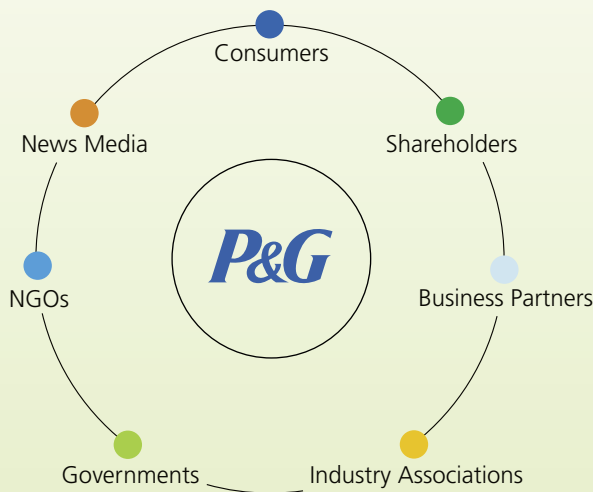 Consumers
News Media
Shareholders
P&G
NGOs
Business Partners
Governments
Industry Associations